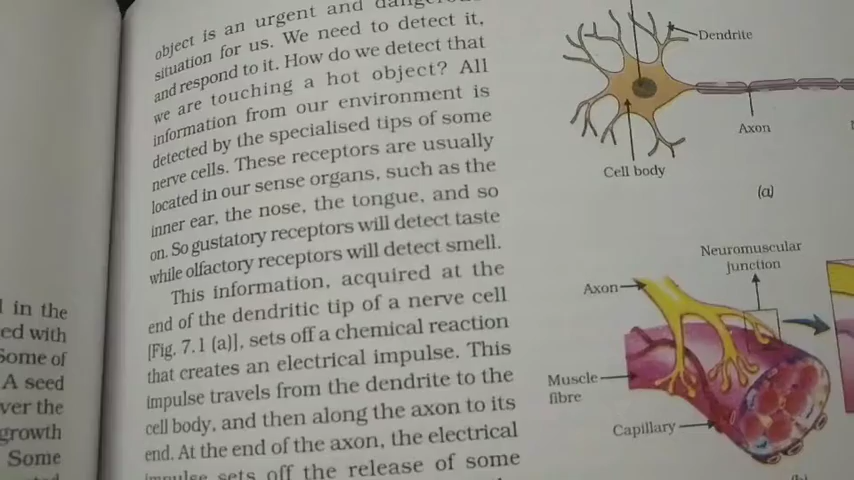 l in the
ed with
Some of
A seed
ver the
growth
Some
object is an urgent and dangerous
situation for us. We need to detect it,
and respond to it. How do we detect that
we are touching a hot object? All
information from our environment is
detected by the specialised tips of some
nerve cells. These receptors are usually
located in our sense organs, such as the
inner ear, the nose, the tongue, and so
on. So gustatory receptors will detect taste
while olfactory receptors will detect smell.
This information, acquired at the
end of the dendritic tip of a nerve cell
[Fig. 7.1 (a)], sets off a chemical reaction
that creates an electrical impulse. This
impulse travels from the dendrite to the
cell body, and then along the axon to its
end. At the end of the axon, the electrical
impulse sets off the release of some
Dendrite
Axon
Cell body
(a)
Neuromuscular
junction
Axon
Muscle
fibre
Capillary